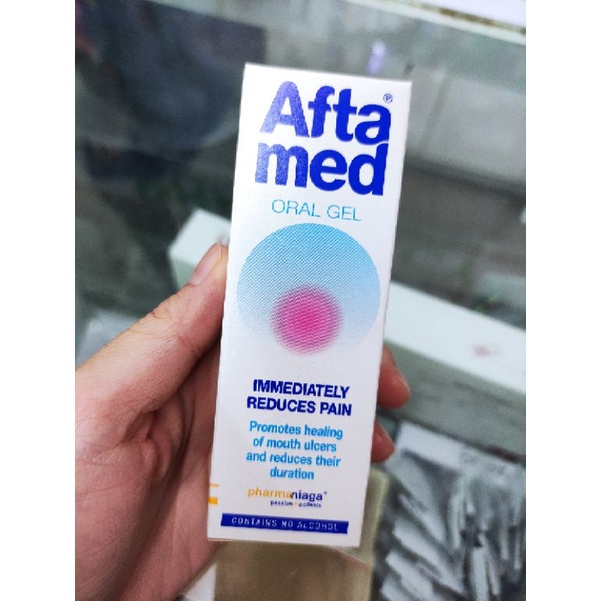 Afta®
med
ORAL GEL
IMMEDIATELY
REDUCES PAIN
Promotes healing
of mouth ulcers
and reduces their
duration
pharmaniaga®
CONTAINS NO ALCOHOL